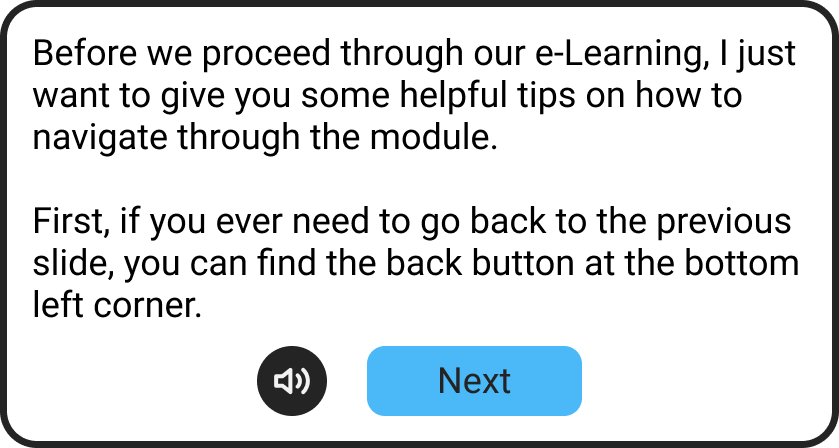 Before we proceed through our e-Learning, I just
want to give you some helpful tips on how to
navigate through the module.
First, if you ever need to go back to the previous
slide, you can find the back button at the bottom
left corner.
Next